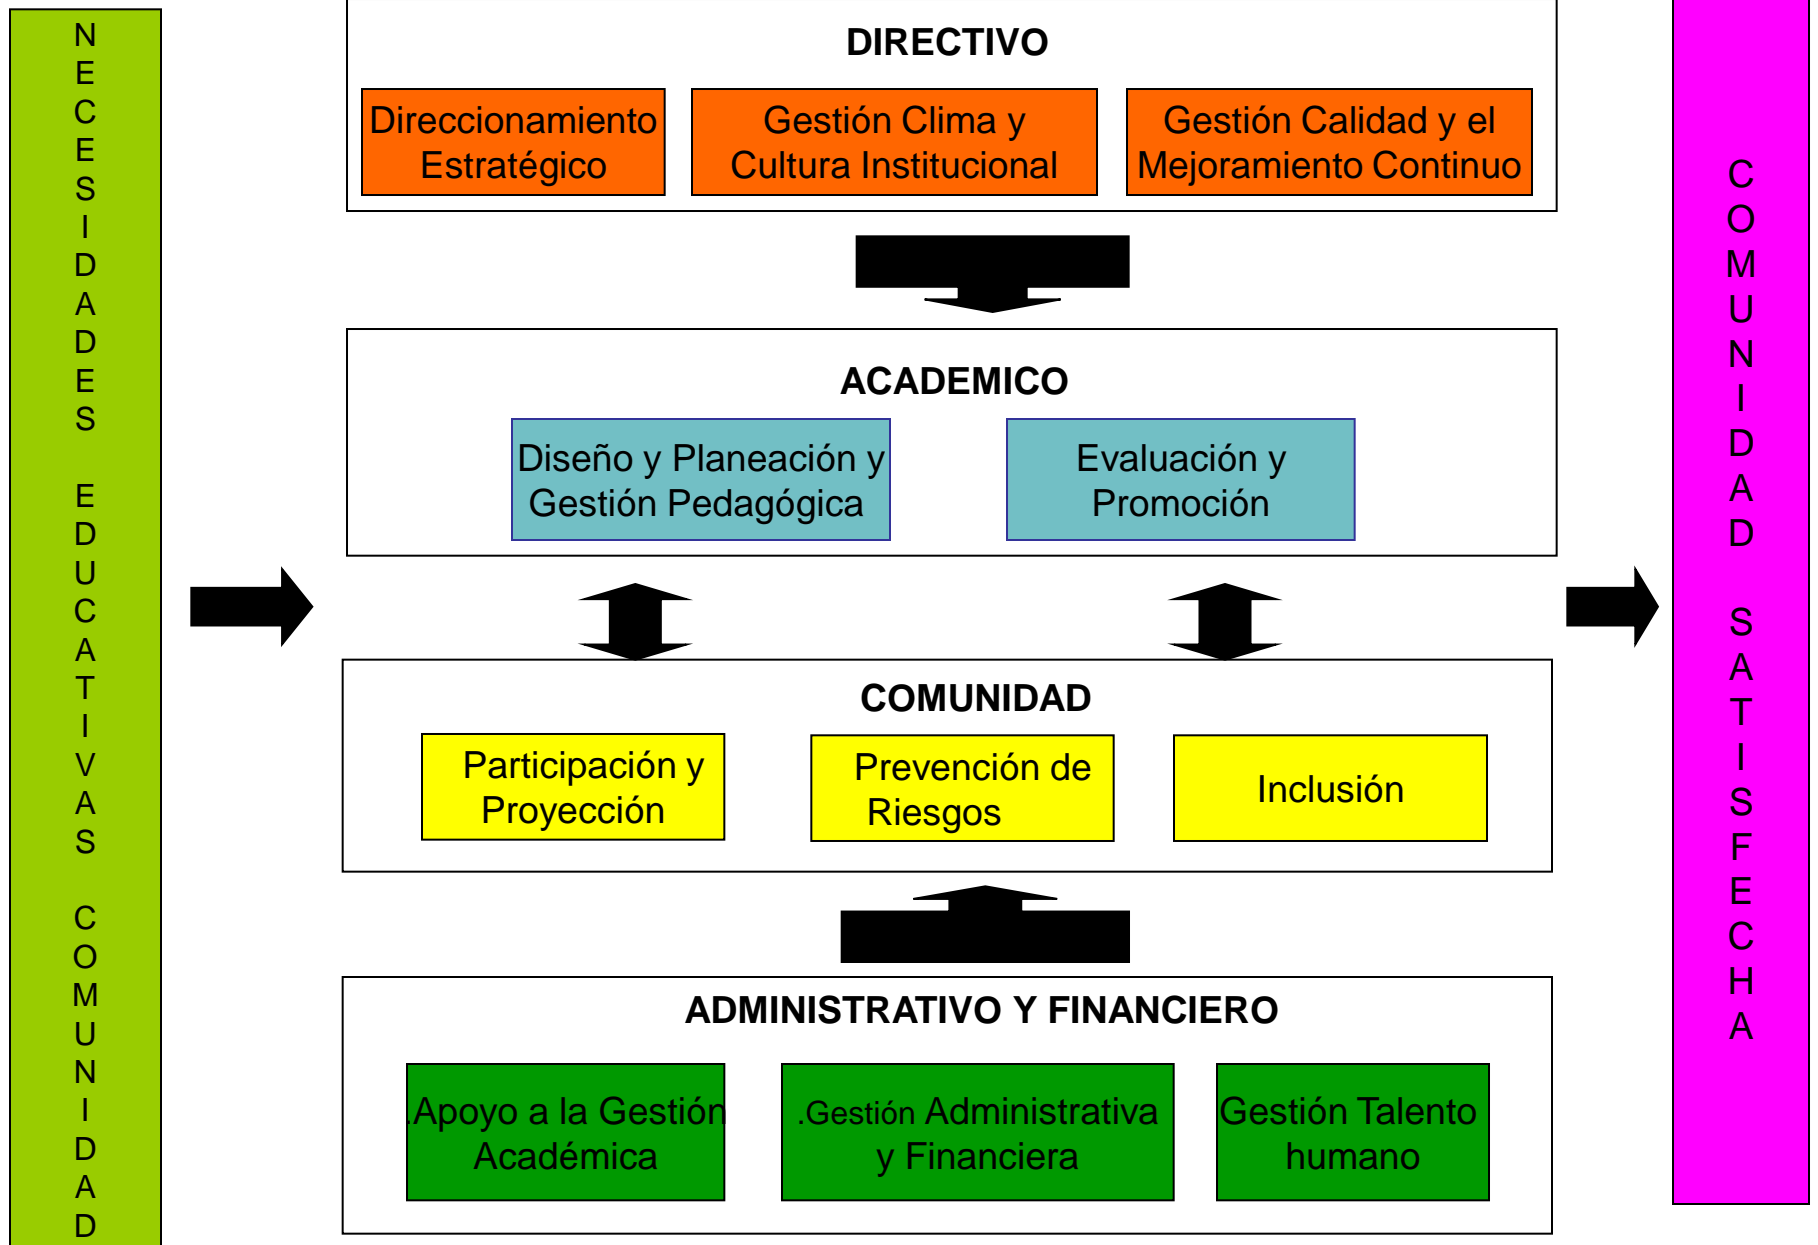 NECESIDADES EDUCATIVAS COMUNIDAD
DIRECTIVO
Direccionamiento
Estratégico
Gestión Clima y
Cultura Institucional
Gestión Calidad y el
Mejoramiento Continuo
ACADEMICO
Diseño y Planeación y
Gestión Pedagógica
Evaluación y
Promoción
COMUNIDAD
Participación y
Proyección
Prevención de
Riesgos
Inclusión
ADMINISTRATIVO Y FINANCIERO
.Apoyo a la Gestión
Académica
.Gestión Administrativa
y Financiera
Gestión Talento
humano
COMUNIDAD SATISFECHA